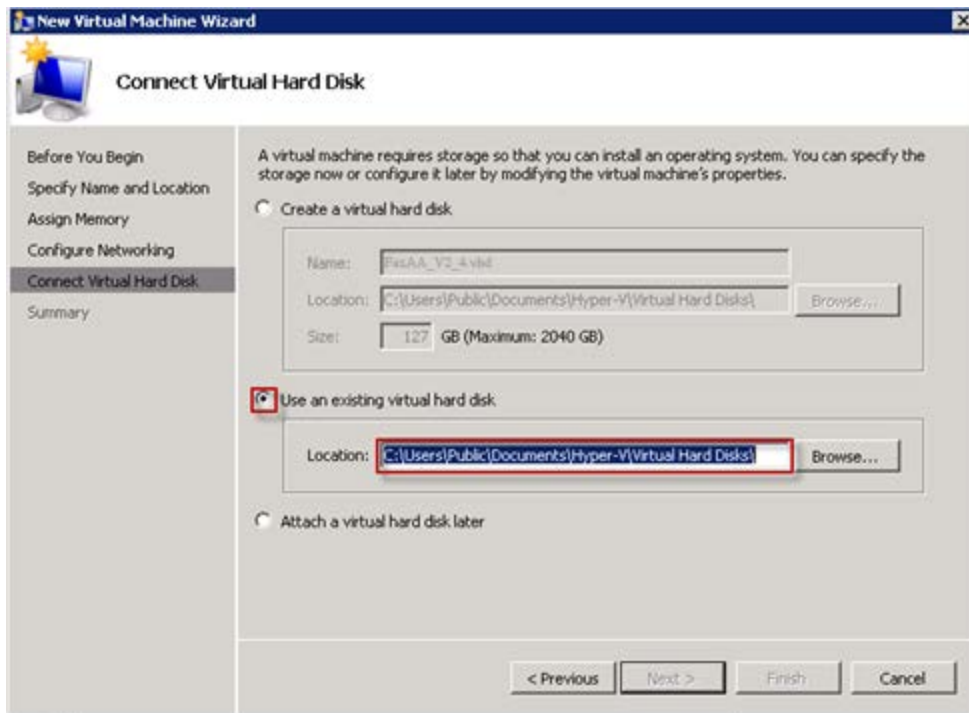 New Virtual Machine Wizard
Connect Virtual Hard Disk
Before You Begin
Specify Name and Location
Assign Memory
Configure Networking
Connect Virtual Hard Disk
Summary
A virtual machine requires storage so that you can install an operating system. You can specify the
storage now or configure it later by modifying the virtual machine's properties.
Create a virtual hard disk
Name:
Location: C:\Users\Public\Documents\Hyper-V\Virtual Hard Disks\ Browse...
Size: 127 GB (Maximum: 2040 GB)
Use an existing virtual hard disk
Location: C:\Users\Public\Documents\Hyper-V\Virtual Hard Disks\ Browse...
Attach a virtual hard disk later
< Previous Next > Finish Cancel